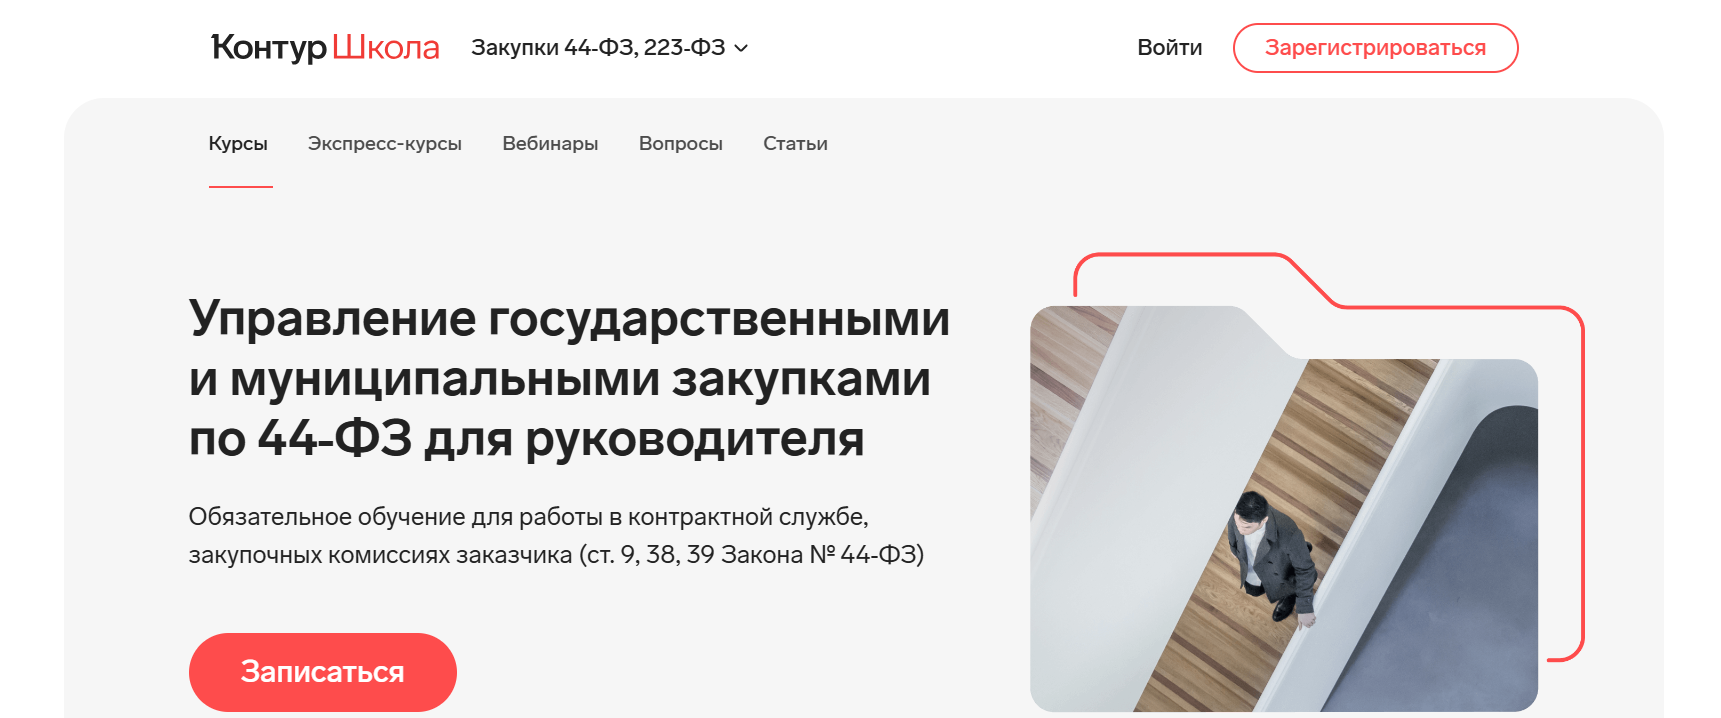 Контур Школа
Закупки 44-ФЗ, 223-ФЗ
Войти
Зарегистрироваться
Курсы
Экспресс-курсы
Вебинары
Вопросы
Статьи
Управление государственными
и муниципальными закупками
по 44-ФЗ для руководителя
Обязательное обучение для работы в контрактной службе,
закупочных комиссиях заказчика (ст. 9, 38, 39 Закона № 44-ФЗ)
Записаться